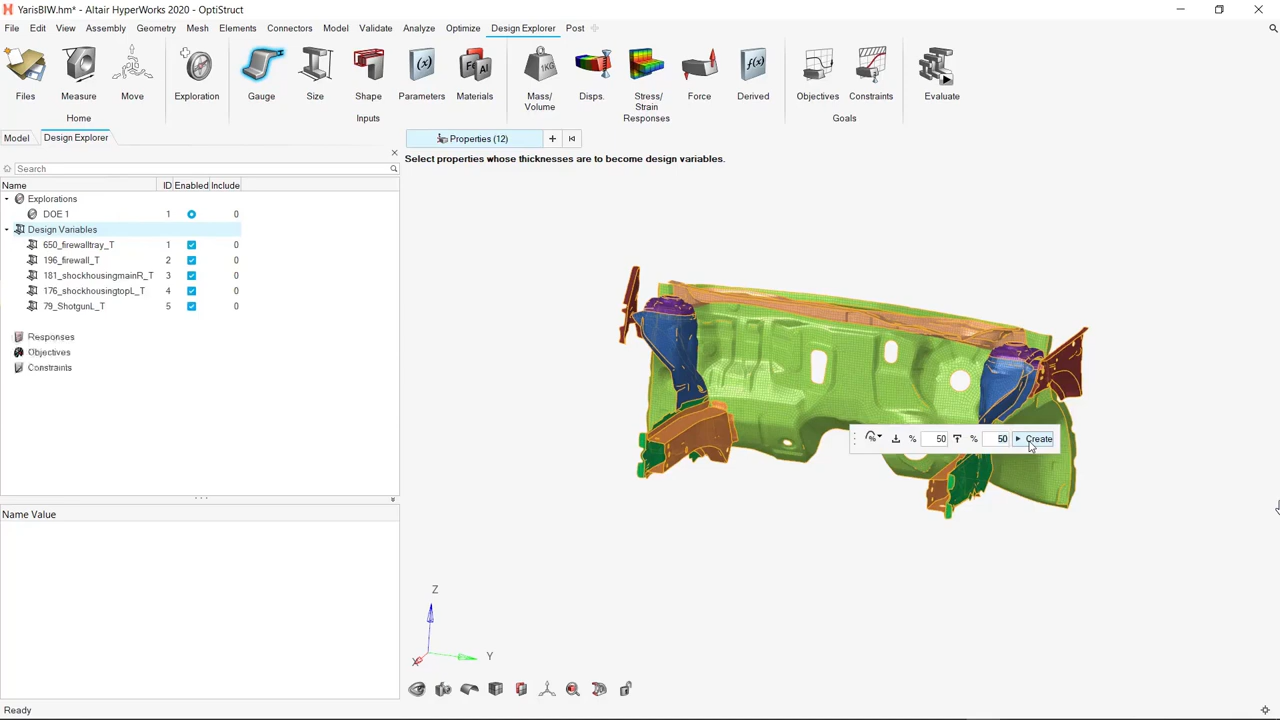 YarisBIW.hm* - Altair HyperWorks 2020 - OptiStruct
File Edit View Assembly Geometry Mesh Elements Connectors Model Validate Analyze Optimize Design Explorer Post
Files Measure Move Exploration Gauge Size Shape Parameters Materials Mass/ Volume Disps. Stress/ Strain Force Derived Objectives Constraints Evaluate
Home Inputs Responses Goals
Model Design Explorer Properties (12)
Select properties whose thicknesses are to become design variables.
Search
Name ID Enabled Include
Explorations
DOE 1 1 0
Design Variables
650_firewalltray_T 1 0
196_firewall_T 2 0
181_shockhousingmainR_T 3 0
176_shockhousingtopL_T 4 0
79_ShotgunL_T 5 0
Responses
Objectives
Constraints
% % 50 % 50 Create
Name Value
Z
Y
X
Ready